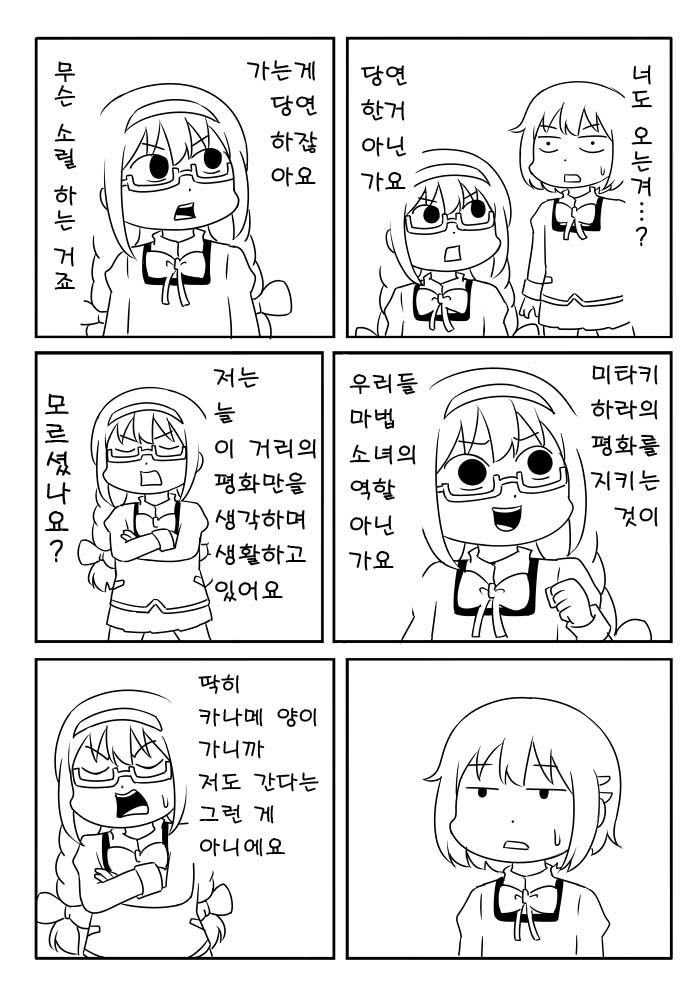 너도 오는겨…?
당연
한거
아닌
가요
가는게
당연
하잖
아요
무슨 소릴 하는 거죠
미타키
하라의
평화를
지키는
것이
우리들
마법
소녀의
역할
아닌
가요
저는
늘
이 거리의
평화만을
생각하며
생활하고
있어요
모르셨나요?
딱히
카나메 양이
가니까
저도 간다는
그런 게
아니에요